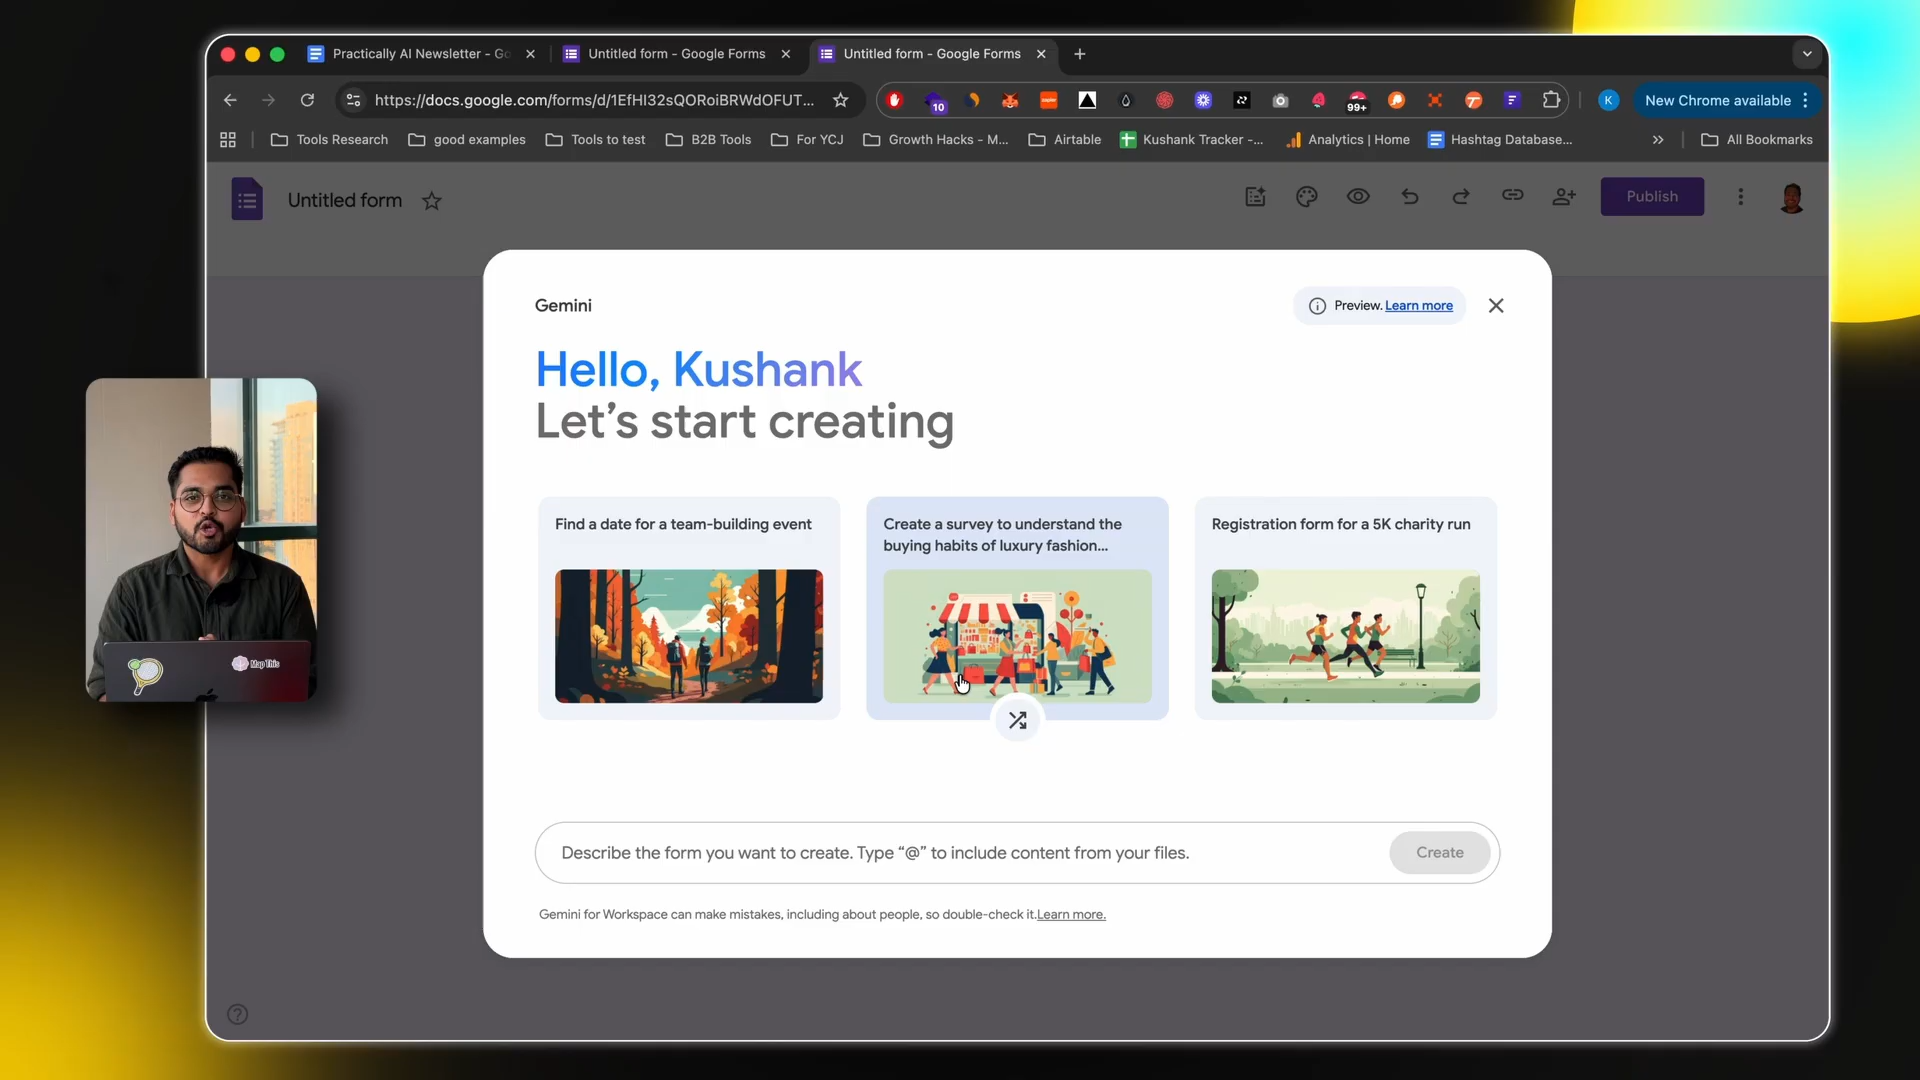 Practically AI Newsletter - Go
Untitled form - Google Forms
Untitled form - Google Forms
https://docs.google.com/forms/d/1EfHI32sQORoiBRWdOFUT...
10
99+
K
New Chrome available
Tools Research
good examples
Tools to test
B2B Tools
For YCJ
Growth Hacks - M...
Airtable
Kushank Tracker -...
Analytics | Home
Hashtag Database...
All Bookmarks
Untitled form
Publish
Gemini
Preview. Learn more
Hello, Kushank
Let’s start creating
Find a date for a team-building event
Create a survey to understand the
buying habits of luxury fashion...
Registration form for a 5K charity run
Map This
Describe the form you want to create. Type “@” to include content from your files.
Create
Gemini for Workspace can make mistakes, including about people, so double-check it.Learn more.